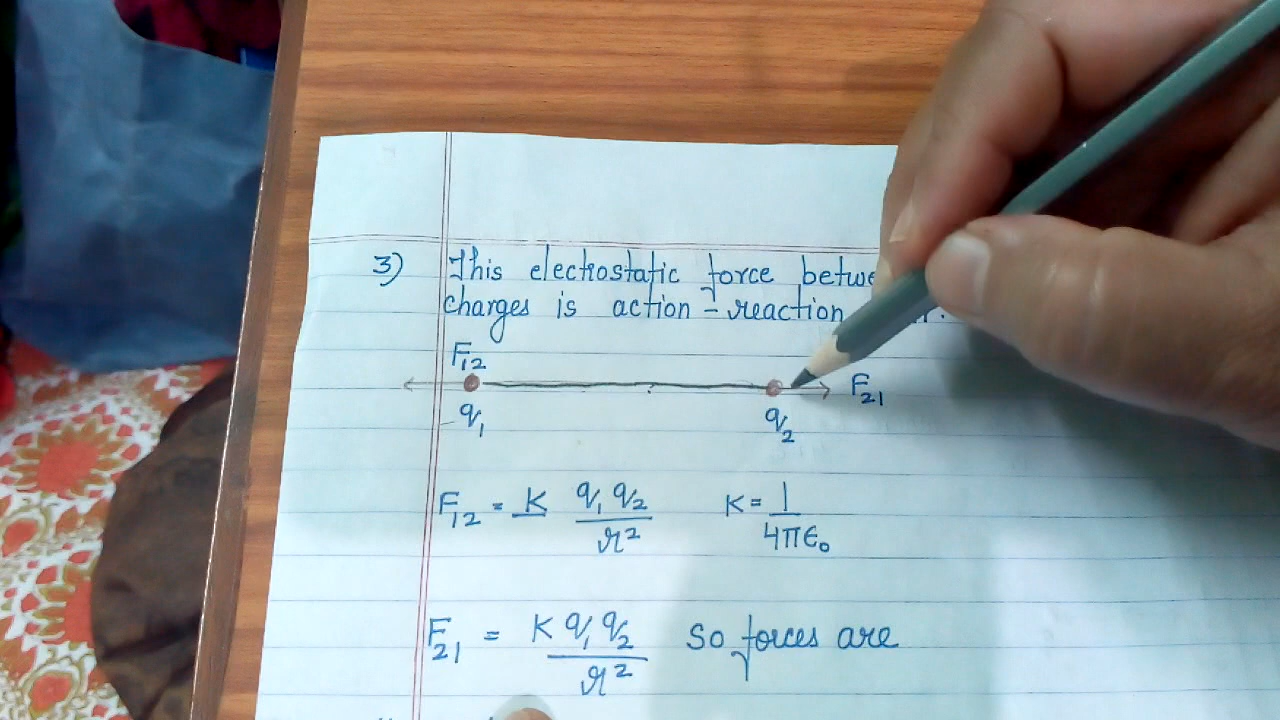 3) This electrostatic force
charges is action-reaction
F12
F21
q1
q2
F12 = K q1 q2 / r² K = 1 / 4πϵ0
F21 = K q1 q2 / r² So forces are